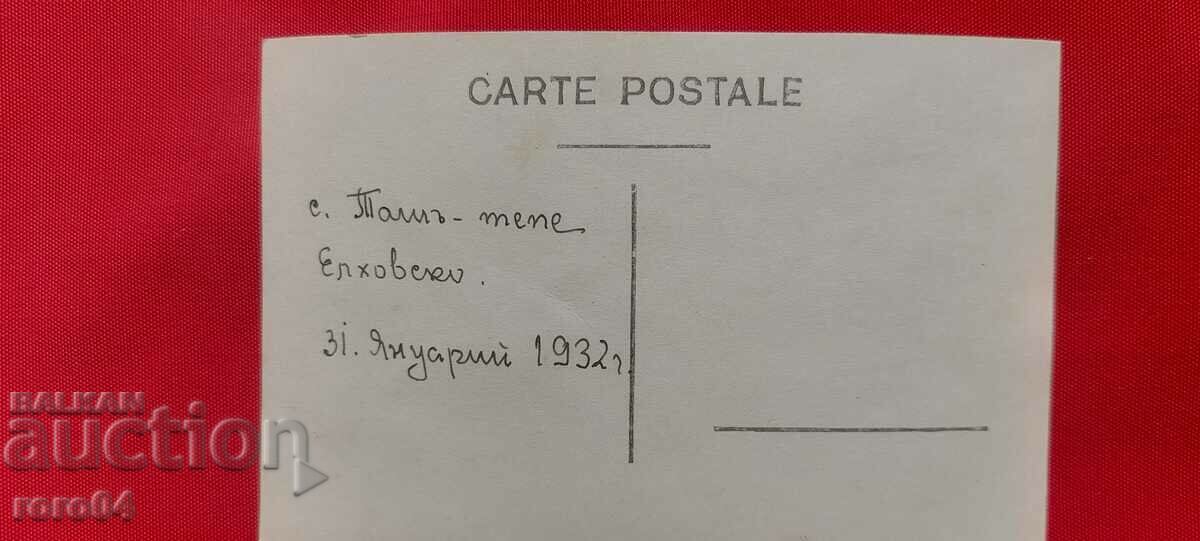 CARTE POSTALE
с. Ташъ-тепе
Елховско.
31. Януарий 1932 г.
BALKAN
auction
roro04